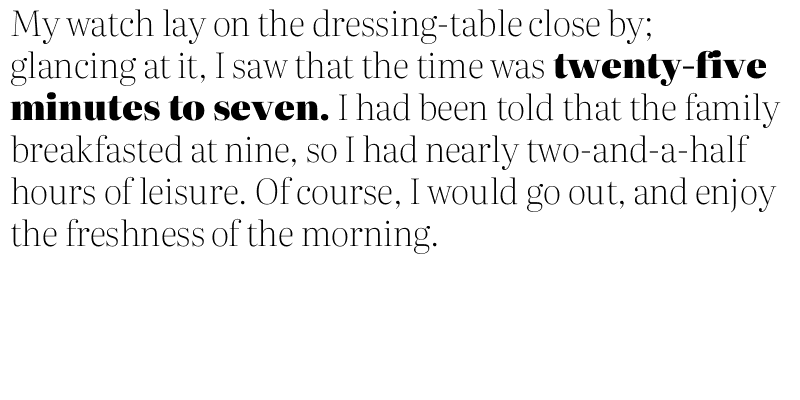 My watch lay on the dressing-table close by;
glancing at it, I saw that the time was twenty-five
minutes to seven. I had been told that the family
breakfasted at nine, so I had nearly two-and-a-half
hours of leisure. Of course, I would go out, and enjoy
the freshness of the morning.